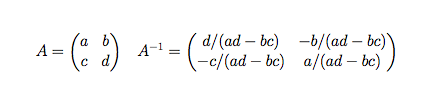 A = ( a b ; c d )  A⁻¹ = ( d/(ad − bc) −b/(ad − bc) ; −c/(ad − bc) a/(ad − bc) )